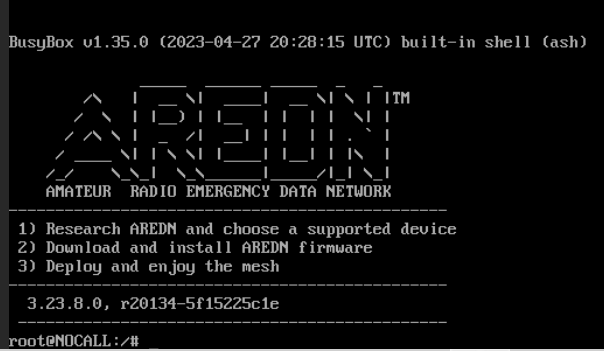 BusyBox v1.35.0 (2023-04-27 20:28:15 UTC) built-in shell (ash)
AREDN™
AMATEUR RADIO EMERGENCY DATA NETWORK
1) Research AREDN and choose a supported device
2) Download and install AREDN firmware
3) Deploy and enjoy the mesh
3.23.8.0, r20134-5f15225c1e
root@NOCALL:/# _